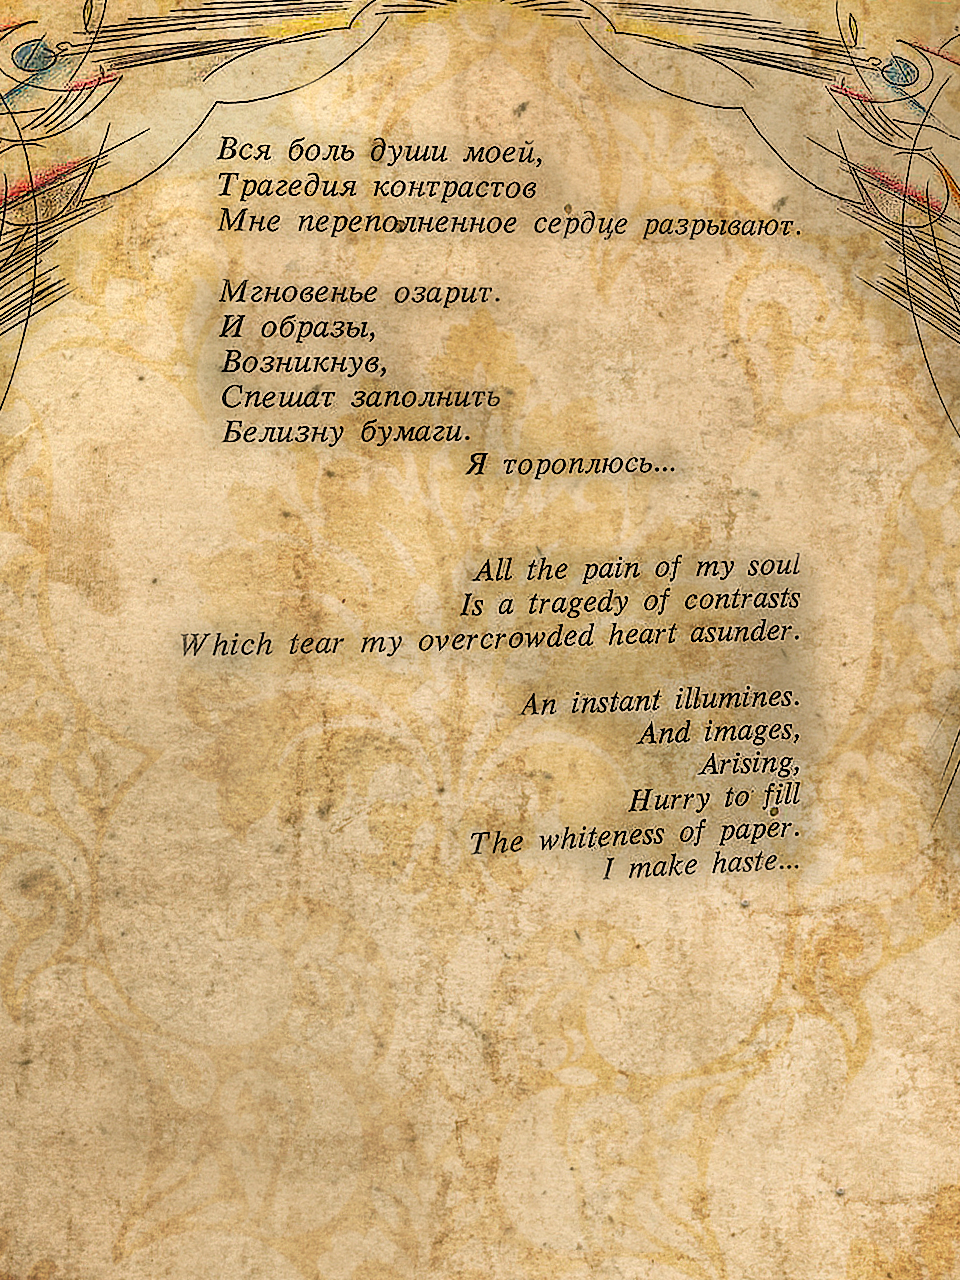 Вся боль души моей,
Трагедия контрастов
Мне переполненное сердце разрывают.
Мгновенье озарит.
И образы,
Возникнув,
Спешат заполнить
Белизну бумаги.
Я тороплюсь...
All the pain of my soul
Is a tragedy of contrasts
Which tear my overcrowded heart asunder.
An instant illumines.
And images,
Arising,
Hurry to fill
The whiteness of paper.
I make haste...